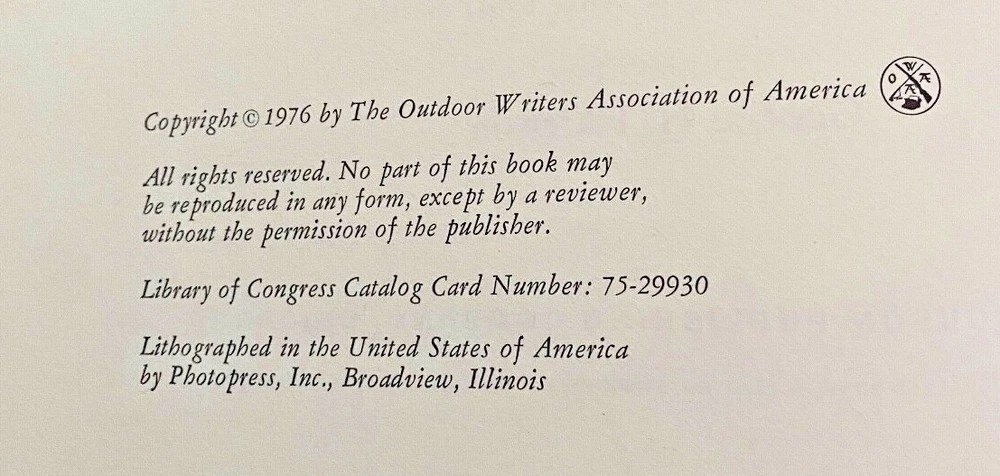 Copyright © 1976 by The Outdoor Writers Association of America
O W A A
All rights reserved. No part of this book may
be reproduced in any form, except by a reviewer,
without the permission of the publisher.
Library of Congress Catalog Card Number: 75-29930
Lithographed in the United States of America
by Photopress, Inc., Broadview, Illinois